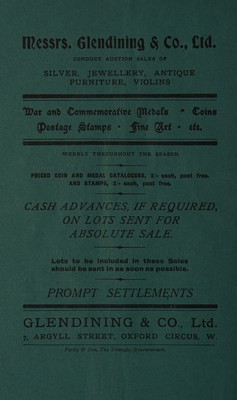 Messrs. Glendining & Co., Ltd.
CONDUCT AUCTION SALES OF
SILVER, JEWELLERY, ANTIQUE
FURNITURE, VIOLINS
War and Commemorative Medals · Coins
Postage Stamps · Fine Art · etc.
WEEKLY THROUGHOUT THE SEASON
PRICED COIN AND MEDAL CATALOGUES, 2/- each, post free.
AND STAMPS, 1/- each, post free.
CASH ADVANCES, IF REQUIRED,
ON LOTS SENT FOR
ABSOLUTE SALE.
Lots to be included in these Sales
should be sent in as soon as possible.
PROMPT SETTLEMENTS
GLENDINING & CO., Ltd.
7, ARGYLL STREET, OXFORD CIRCUS, W.
& Son, The Triangle, Bournemouth